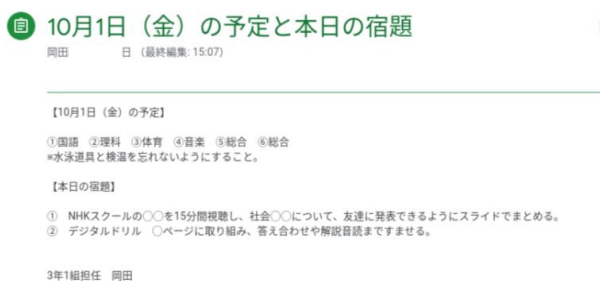 10月1日（金）の予定と本日の宿題
岡田 日 （最終編集: 15:07）
【10月1日（金）の予定】
①国語 ②理科 ③体育 ④音楽 ⑤総合 ⑥総合
※水泳道具と検温を忘れないようにすること。
【本日の宿題】
① NHKスクールの◯◯を15分間視聴し、社会◯◯について、友達に発表できるようにスライドでまとめる。
② デジタルドリル ◯ページに取り組み、答え合わせや解説音読まですませる。
3年1組担任 岡田